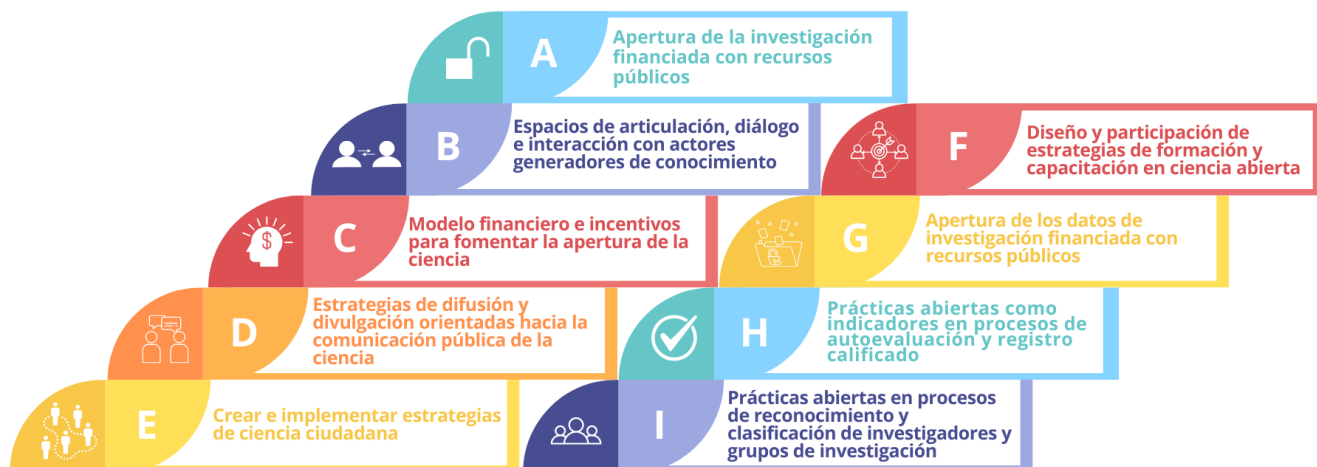 A
Apertura de la investigación
financiada con recursos
públicos
B
Espacios de articulación, diálogo
e interacción con actores
generadores de conocimiento
C
Modelo financiero e incentivos
para fomentar la apertura de la
ciencia
D
Estrategias de difusión y
divulgación orientadas hacia la
comunicación pública de la
ciencia
E
Crear e implementar estrategias
de ciencia ciudadana
F
Diseño y participación de
estrategias de formación y
capacitación en ciencia abierta
G
Apertura de los datos de
investigación financiada con
recursos públicos
H
Prácticas abiertas como
indicadores en procesos de
autoevaluación y registro
calificado
I
Prácticas abiertas en procesos
de reconocimiento y
clasificación de investigadores y
grupos de investigación